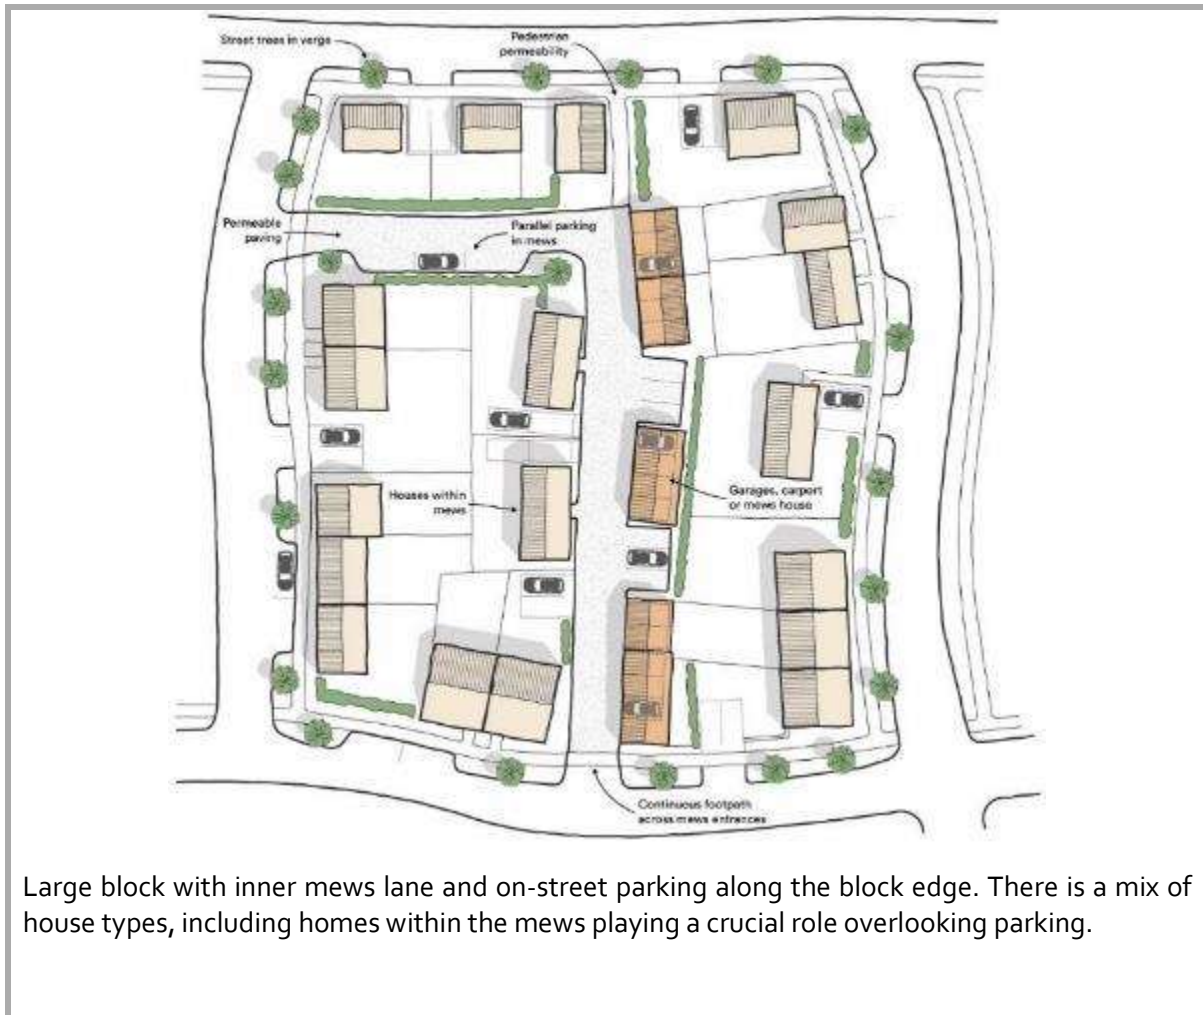 Street trees in verge
Pedestrian
permeability
Permeable
paving
Parallel parking
in mews
Houses within
mews
Garages, carport
or mews house
Continuous footpath
across mews entrances
Large block with inner mews lane and on-street parking along the block edge. There is a mix of
house types, including homes within the mews playing a crucial role overlooking parking.